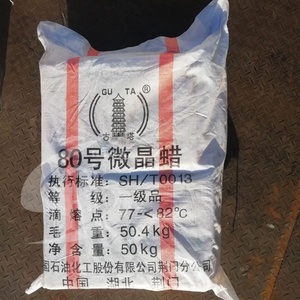 GU TA ®
古塔
80号微晶蜡
执行标准: SH/T0013
等 级: 一级品
滴熔点: 77-<82℃
毛 重: 50.4kg
净含量: 50kg
国石油化工股份有限公司荆门分公司
中国 湖北 荆门